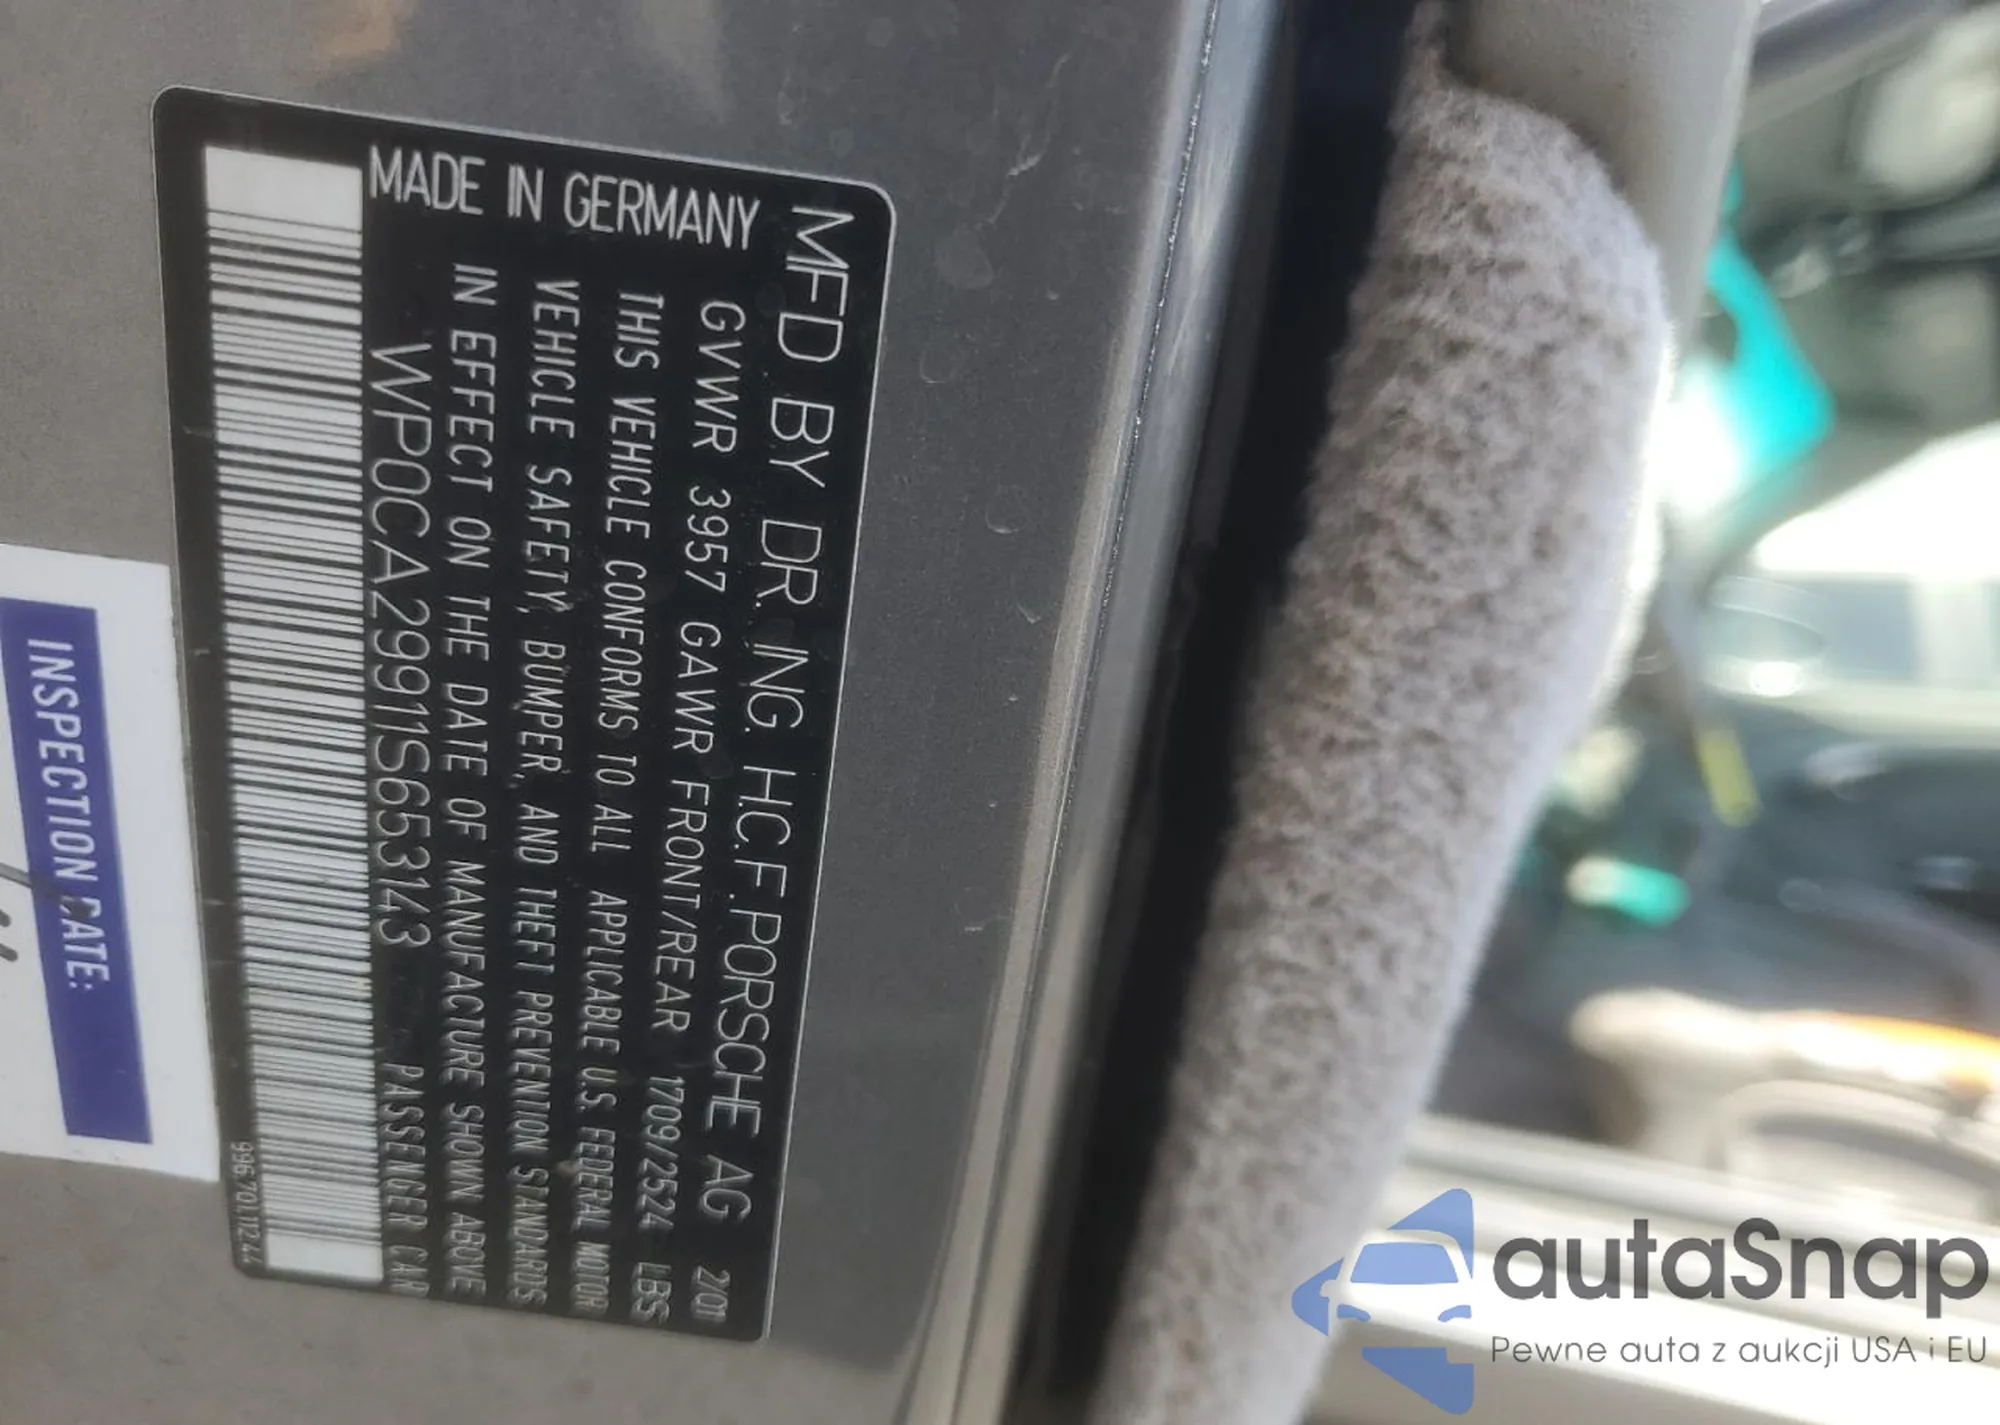 MFD BY DR. ING. H.C.F. PORSCHE AG 2/01
GVWR 3957 GAWR FRONT/REAR 1709/2524 LBS
THIS VEHICLE CONFORMS TO ALL APPLICABLE U.S. FEDERAL MOTOR
VEHICLE SAFETY, BUMPER, AND THEFT PREVENTION STANDARDS
IN EFFECT ON THE DATE OF MANUFACTURE SHOWN ABOVE
MADE IN GERMANY
WP0CA29911S653143 PASSENGER CAR
INSPECTION DATE:
autaSnap
Pewne auta z aukcji USA i EU